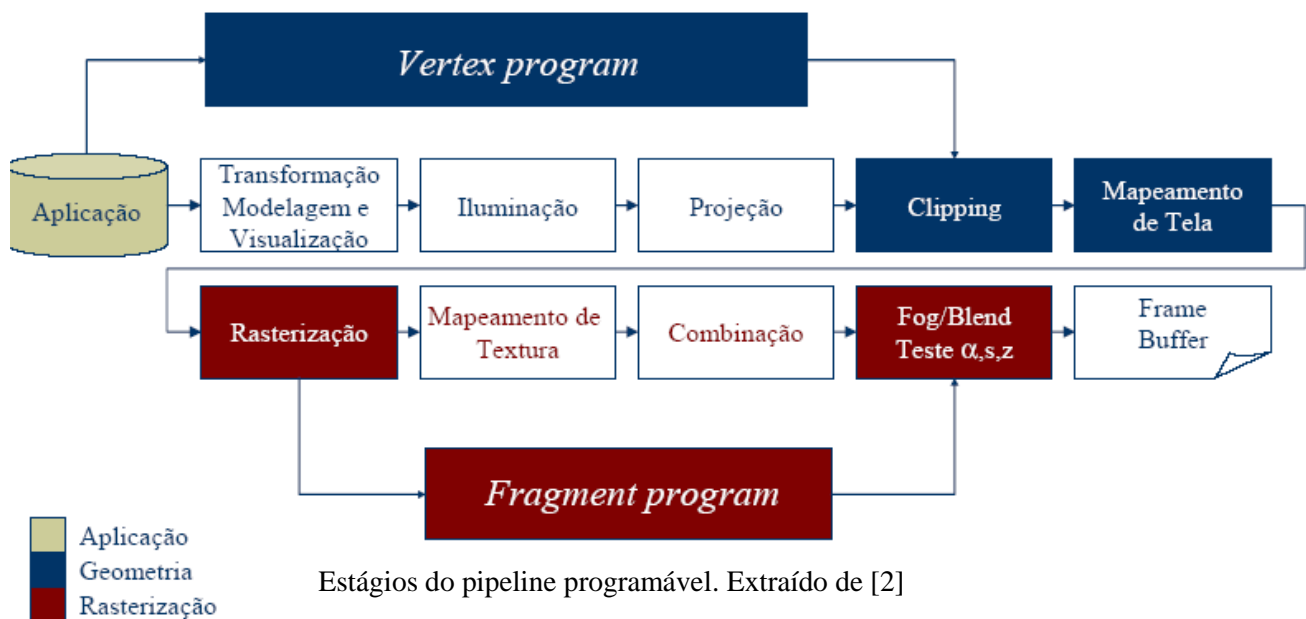 Vertex program
Aplicação
Transformação
Modelagem e
Visualização
Iluminação
Projeção
Clipping
Mapeamento
de Tela
Rasterização
Mapeamento de
Textura
Combinação
Fog/Blend
Teste α,s,z
Frame
Buffer
Fragment program
Aplicação
Geometria
Rasterização
Estágios do pipeline programável. Extraído de [2]